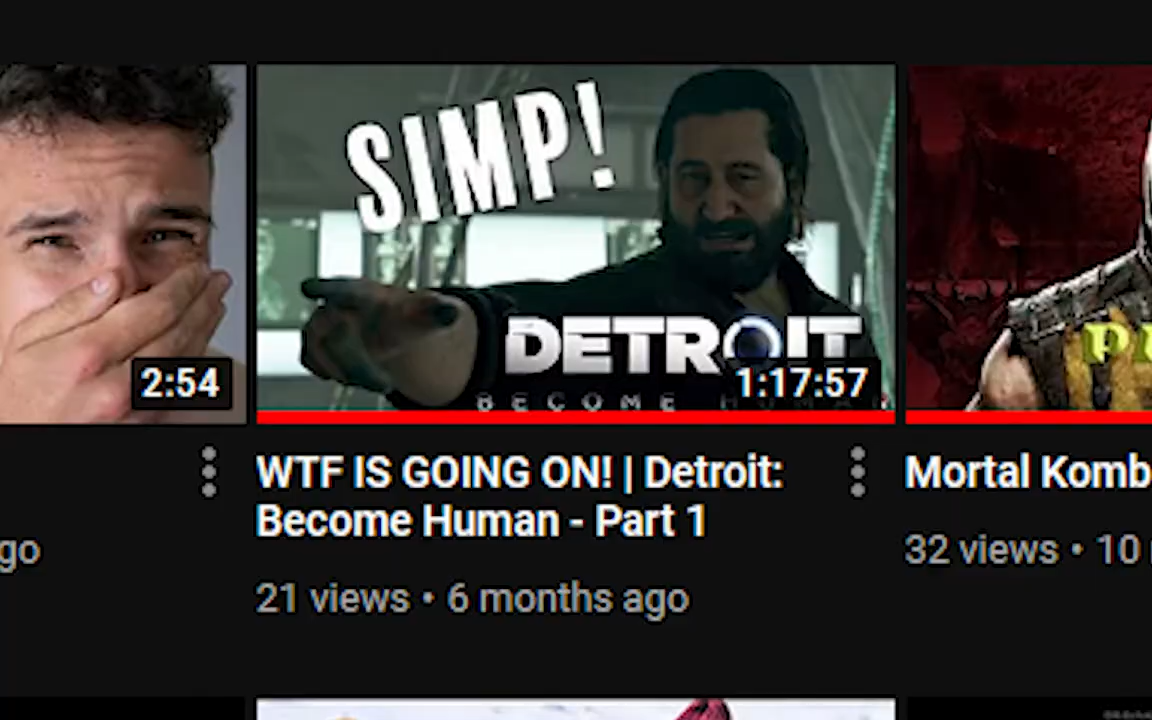 SIMP!
DETROIT
BECOME HUMAN
2:54
1:17:57
WTF IS GOING ON! | Detroit:
Become Human - Part 1
21 views • 6 months ago
go
Mortal Komb
32 views • 10